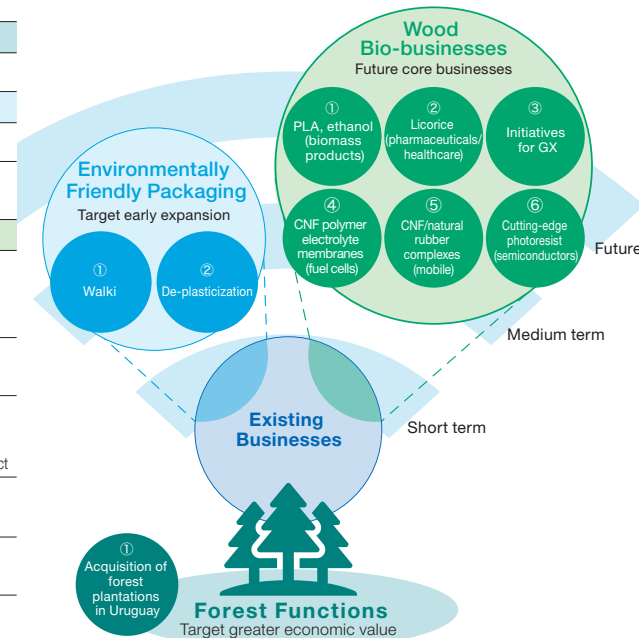 Wood
Bio-businesses
Future core businesses
①
PLA, ethanol
(biomass
products)
②
Licorice
(pharmaceuticals/
healthcare)
③
Initiatives
for GX
④
CNF polymer
electrolyte
membranes
(fuel cells)
⑤
CNF/natural
rubber
complexes
(mobile)
⑥
Cutting-edge
photoresist
(semiconductors)
Environmentally
Friendly Packaging
Target early expansion
①
Walki
②
De-plasticization
Future
Medium term
Short term
Existing
Businesses
ct
①
Acquisition of
forest
plantations
in Uruguay
Forest Functions
Target greater economic value